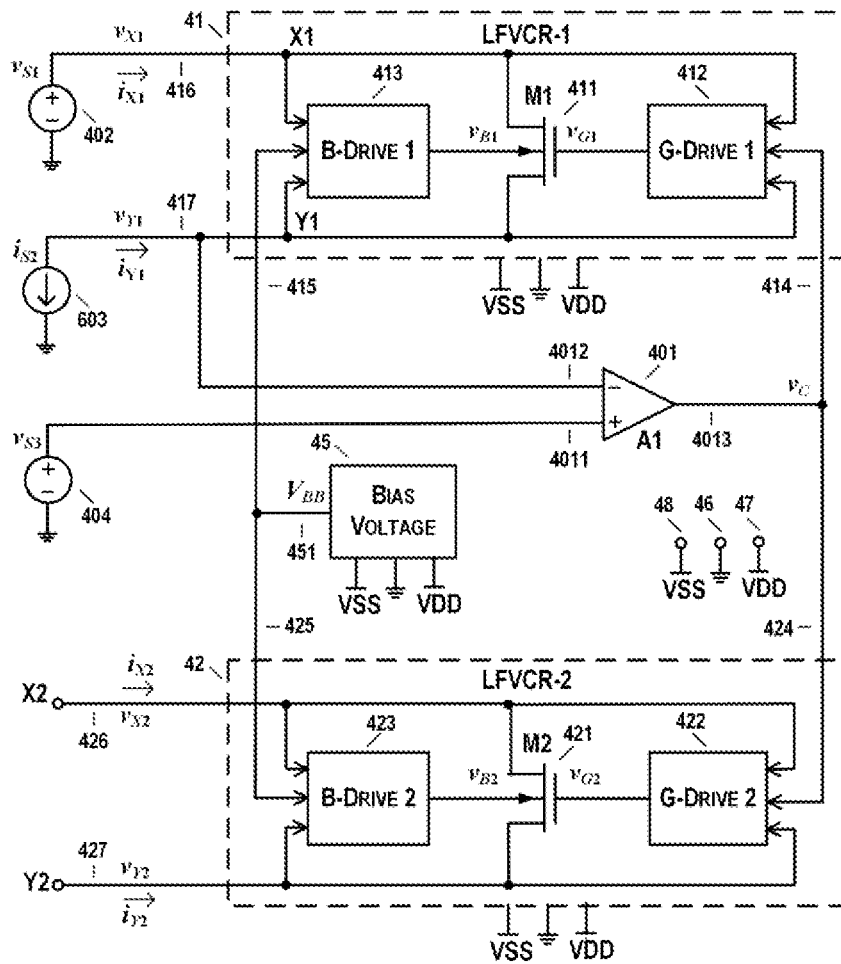 v_X1 41 LFVCR-1
v_S1 X1 413 M1 411 412
i_X1 416
+ −
402
B-DRIVE 1 v_B1 v_G1 G-DRIVE 1
417 v_Y1 Y1
i_S2 i_Y1
603 415 VSS VDD 414
4012 401 v_C
−
+
v_S3 4011 A1 4013
+ −
404
45
V_BB BIAS VOLTAGE
451
VSS VDD
48 46 47
VSS VDD
425 424
i_X2 42 LFVCR-2
X2 v_X2
426 423 M2 421 422
B-DRIVE 2 v_B2 v_G2 G-DRIVE 2
427 v_Y2
Y2 i_Y2
VSS VDD